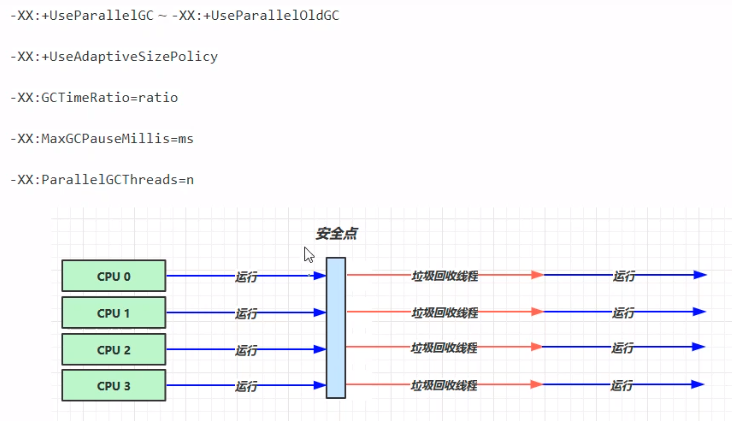 -XX:+UseParallelGC ~ -XX:+UseParallelOldGC
-XX:+UseAdaptiveSizePolicy
-XX:GCTimeRatio=ratio
-XX:MaxGCPauseMillis=ms
-XX:ParallelGCThreads=n
安全点
CPU 0 运行 垃圾回收线程 运行
CPU 1 运行 垃圾回收线程 运行
CPU 2 运行 垃圾回收线程 运行
CPU 3 运行 垃圾回收线程 运行